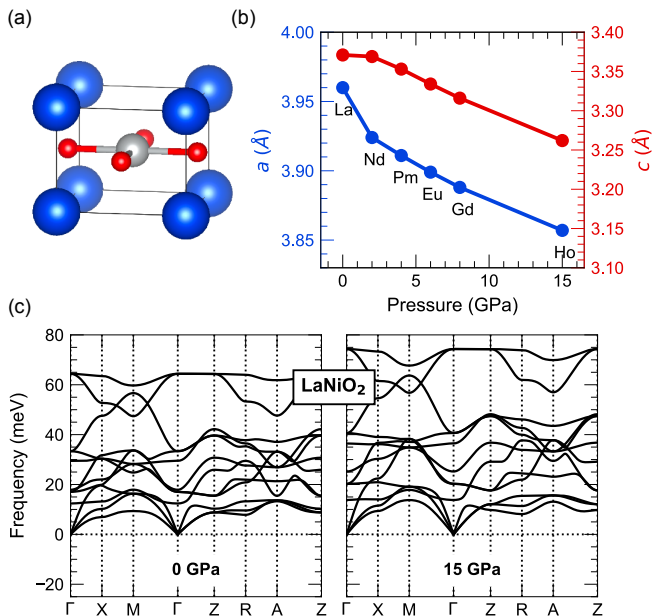 (a)
(b)
4.00
3.95
3.90
3.85
a (Å)
La
Nd
Pm
Eu
Gd
Ho
3.40
3.35
3.30
3.25
3.20
3.15
3.10
c (Å)
0 5 10 15
Pressure (GPa)
(c)
80
60
40
20
0
−20
Frequency (meV)
LaNiO₂
0 GPa
15 GPa
Γ X M Γ Z R A Z
Γ X M Γ Z R A Z